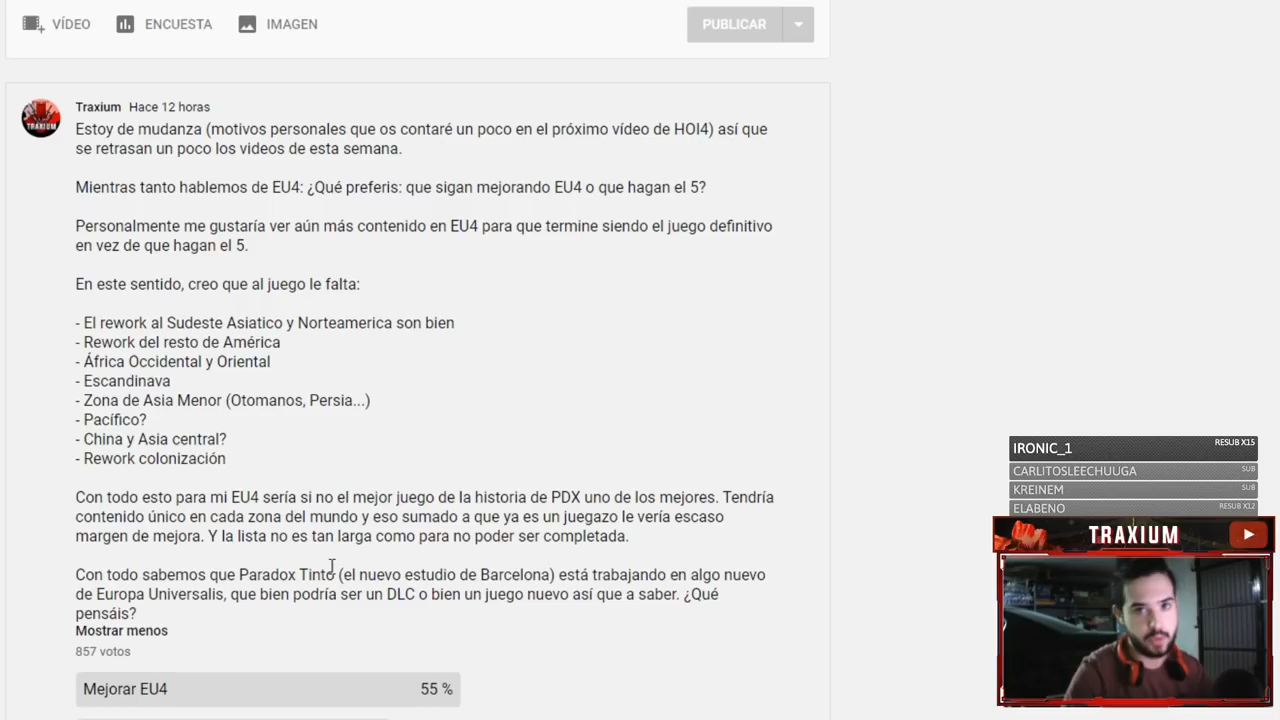 VÍDEO
ENCUESTA
IMAGEN
PUBLICAR
Traxium Hace 12 horas
Estoy de mudanza (motivos personales que os contaré un poco en el próximo vídeo de HOI4) así que
se retrasan un poco los videos de esta semana.
Mientras tanto hablemos de EU4: ¿Qué preferis: que sigan mejorando EU4 o que hagan el 5?
Personalmente me gustaría ver aún más contenido en EU4 para que termine siendo el juego definitivo
en vez de que hagan el 5.
En este sentido, creo que al juego le falta:
- El rework al Sudeste Asiatico y Norteamerica son bien
- Rework del resto de América
- África Occidental y Oriental
- Escandinava
- Zona de Asia Menor (Otomanos, Persia...)
- Pacífico?
- China y Asia central?
- Rework colonización
Con todo esto para mi EU4 sería si no el mejor juego de la historia de PDX uno de los mejores. Tendría
contenido único en cada zona del mundo y eso sumado a que ya es un juegazo le vería escaso
margen de mejora. Y la lista no es tan larga como para no poder ser completada.
Con todo sabemos que Paradox Tinto (el nuevo estudio de Barcelona) está trabajando en algo nuevo
de Europa Universalis, que bien podría ser un DLC o bien un juego nuevo así que a saber. ¿Qué
pensáis?
Mostrar menos
857 votos
Mejorar EU4 55 %
IRONIC_1 RESUB X15
CARLITOSLEECHUUGA SUB
KREINEM SUB
ELABENO RESUB X12
TRAXIUM
TRAXIUM